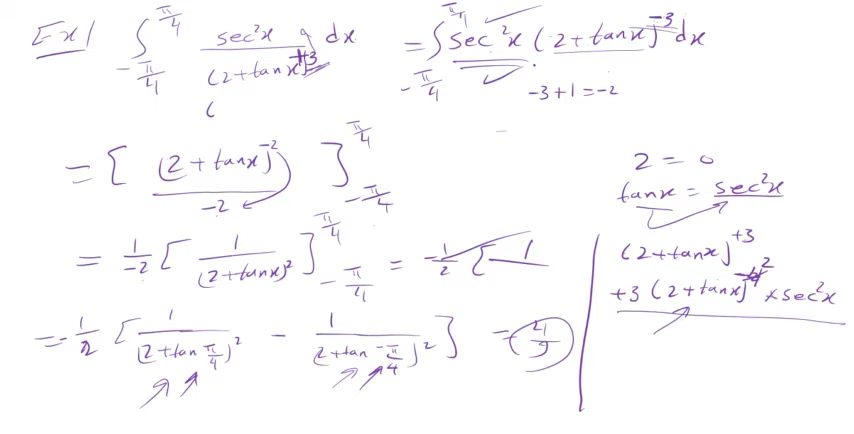 Ex1 ∫_{-π/4}^{π/4} sec²x / (2+tanx)^{+3} dx = ∫_{-π/4}^{π/4} sec²x (2+tanx)^{-3} dx
(
-3+1=-2
= [ (2+tanx)^{-2} / -2 ]_{-π/4}^{π/4}
= 1/-2 [ 1/(2+tanx)² ]_{-π/4}^{π/4} = -1/2 [ 1
= -1/2 [ 1/(2+tan π/4)² - 1/(2+tan -π/4)² ] = 4/9
2 = 0
tanx = sec²x
(2+tanx)^{+3}
+3 (2+tanx)^{2} × sec²x